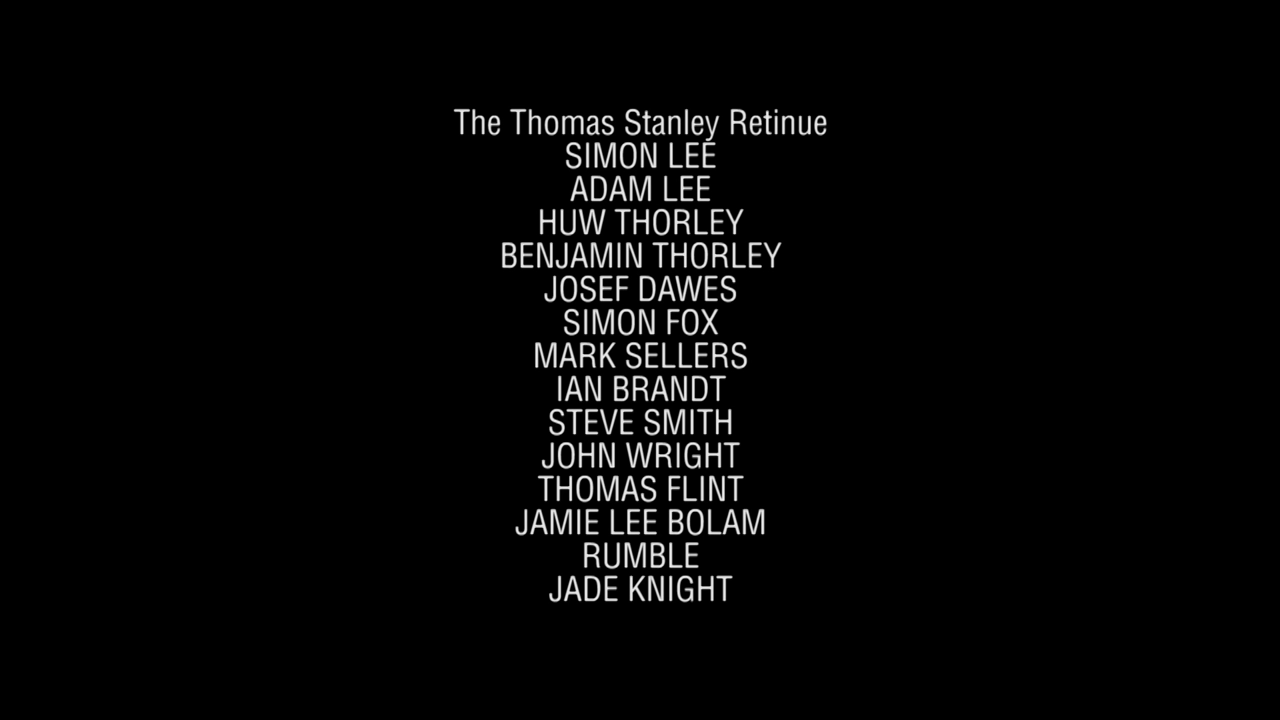 The Thomas Stanley Retinue
SIMON LEE
ADAM LEE
HUW THORLEY
BENJAMIN THORLEY
JOSEF DAWES
SIMON FOX
MARK SELLERS
IAN BRANDT
STEVE SMITH
JOHN WRIGHT
THOMAS FLINT
JAMIE LEE BOLAM
RUMBLE
JADE KNIGHT